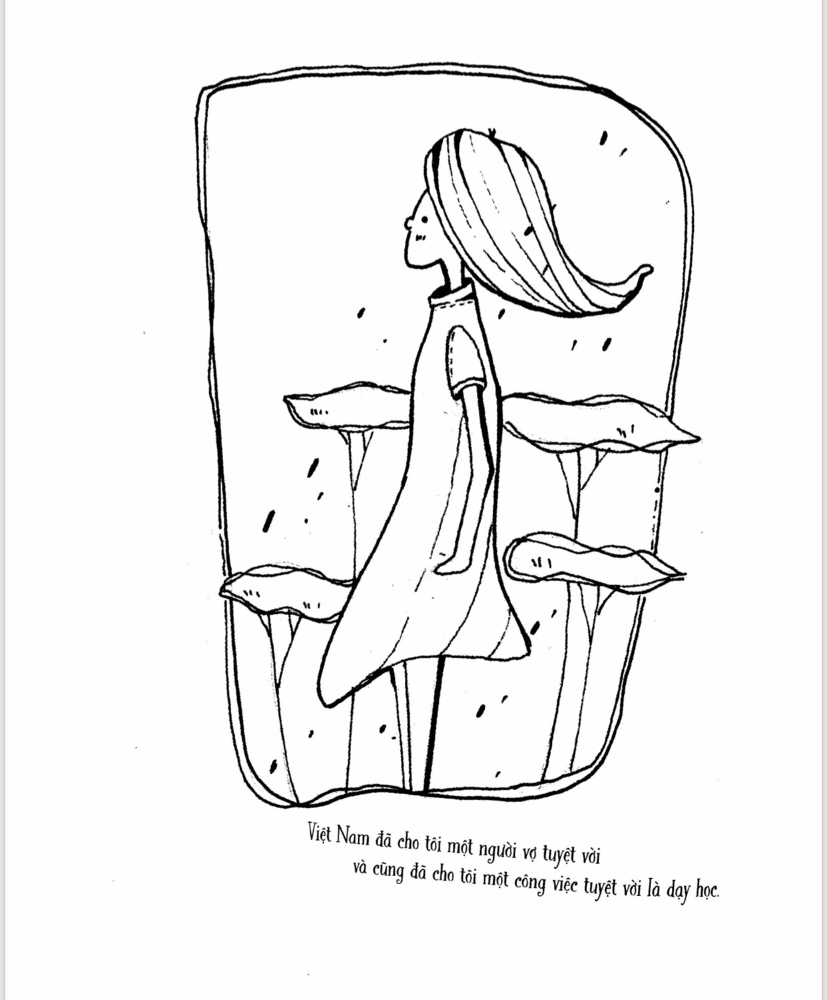 Việt Nam đã cho tôi một người vợ tuyệt vời
và cũng đã cho tôi một công việc tuyệt vời là dạy học.